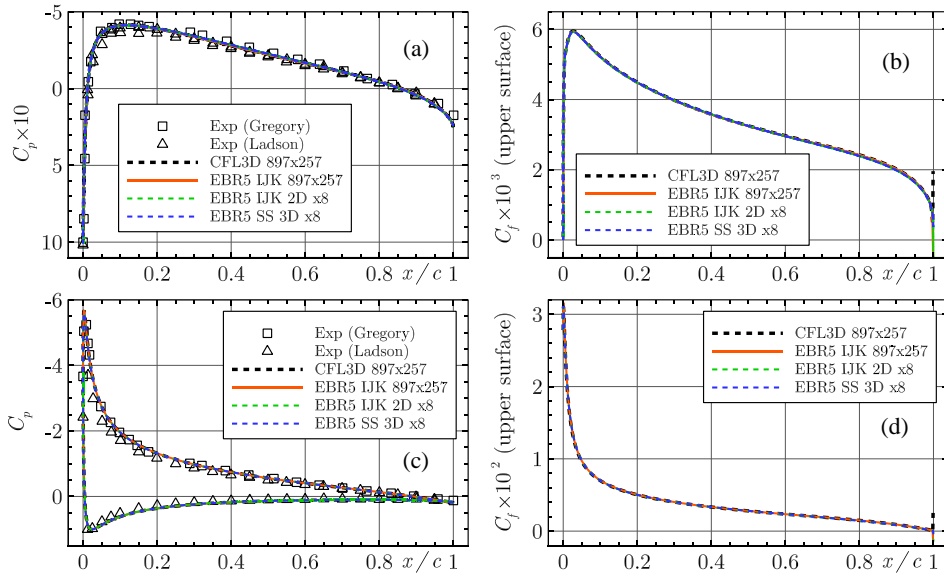 -5
0
5
10
C_p × 10
(a)
Exp (Gregory)
Exp (Ladson)
CFL3D 897x257
EBR5 IJK 897x257
EBR5 IJK 2D x8
EBR5 SS 3D x8
0 0.2 0.4 0.6 0.8 x/c 1
6
4
2
0
C_f × 10^3 (upper surface)
(b)
CFL3D 897x257
EBR5 IJK 897x257
EBR5 IJK 2D x8
EBR5 SS 3D x8
0 0.2 0.4 0.6 0.8 x/c 1
-6
-4
-2
0
C_p
Exp (Gregory)
Exp (Ladson)
CFL3D 897x257
EBR5 IJK 897x257
EBR5 IJK 2D x8
EBR5 SS 3D x8
(c)
0 0.2 0.4 0.6 0.8 x/c 1
3
2
1
0
C_f × 10^2 (upper surface)
CFL3D 897x257
EBR5 IJK 897x257
EBR5 IJK 2D x8
EBR5 SS 3D x8
(d)
0 0.2 0.4 0.6 0.8 x/c 1